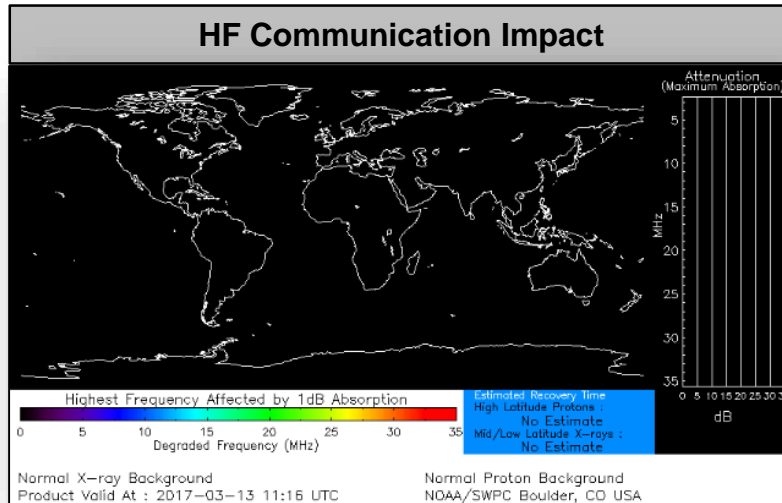 HF Communication Impact
Attenuation
(Maximum Absorption)
5
10
15
20
25
30
35
MHz
0 5 10 15 20 25 30
dB
Highest Frequency Affected by 1dB Absorption
0 5 10 15 20 25 30 35
Degraded Frequency (MHz)
Estimated Recovery Time
High Latitude Protons :
No Estimate
Mid/Low Latitude X-rays :
No Estimate
Normal X-ray Background
Product Valid At : 2017-03-13 11:16 UTC
Normal Proton Background
NOAA/SWPC Boulder, CO USA